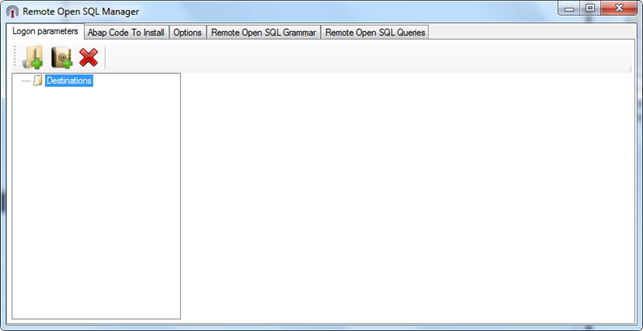 Remote Open SQL Manager
Logon parameters Abap Code To Install Options Remote Open SQL Grammar Remote Open SQL Queries
Destinations